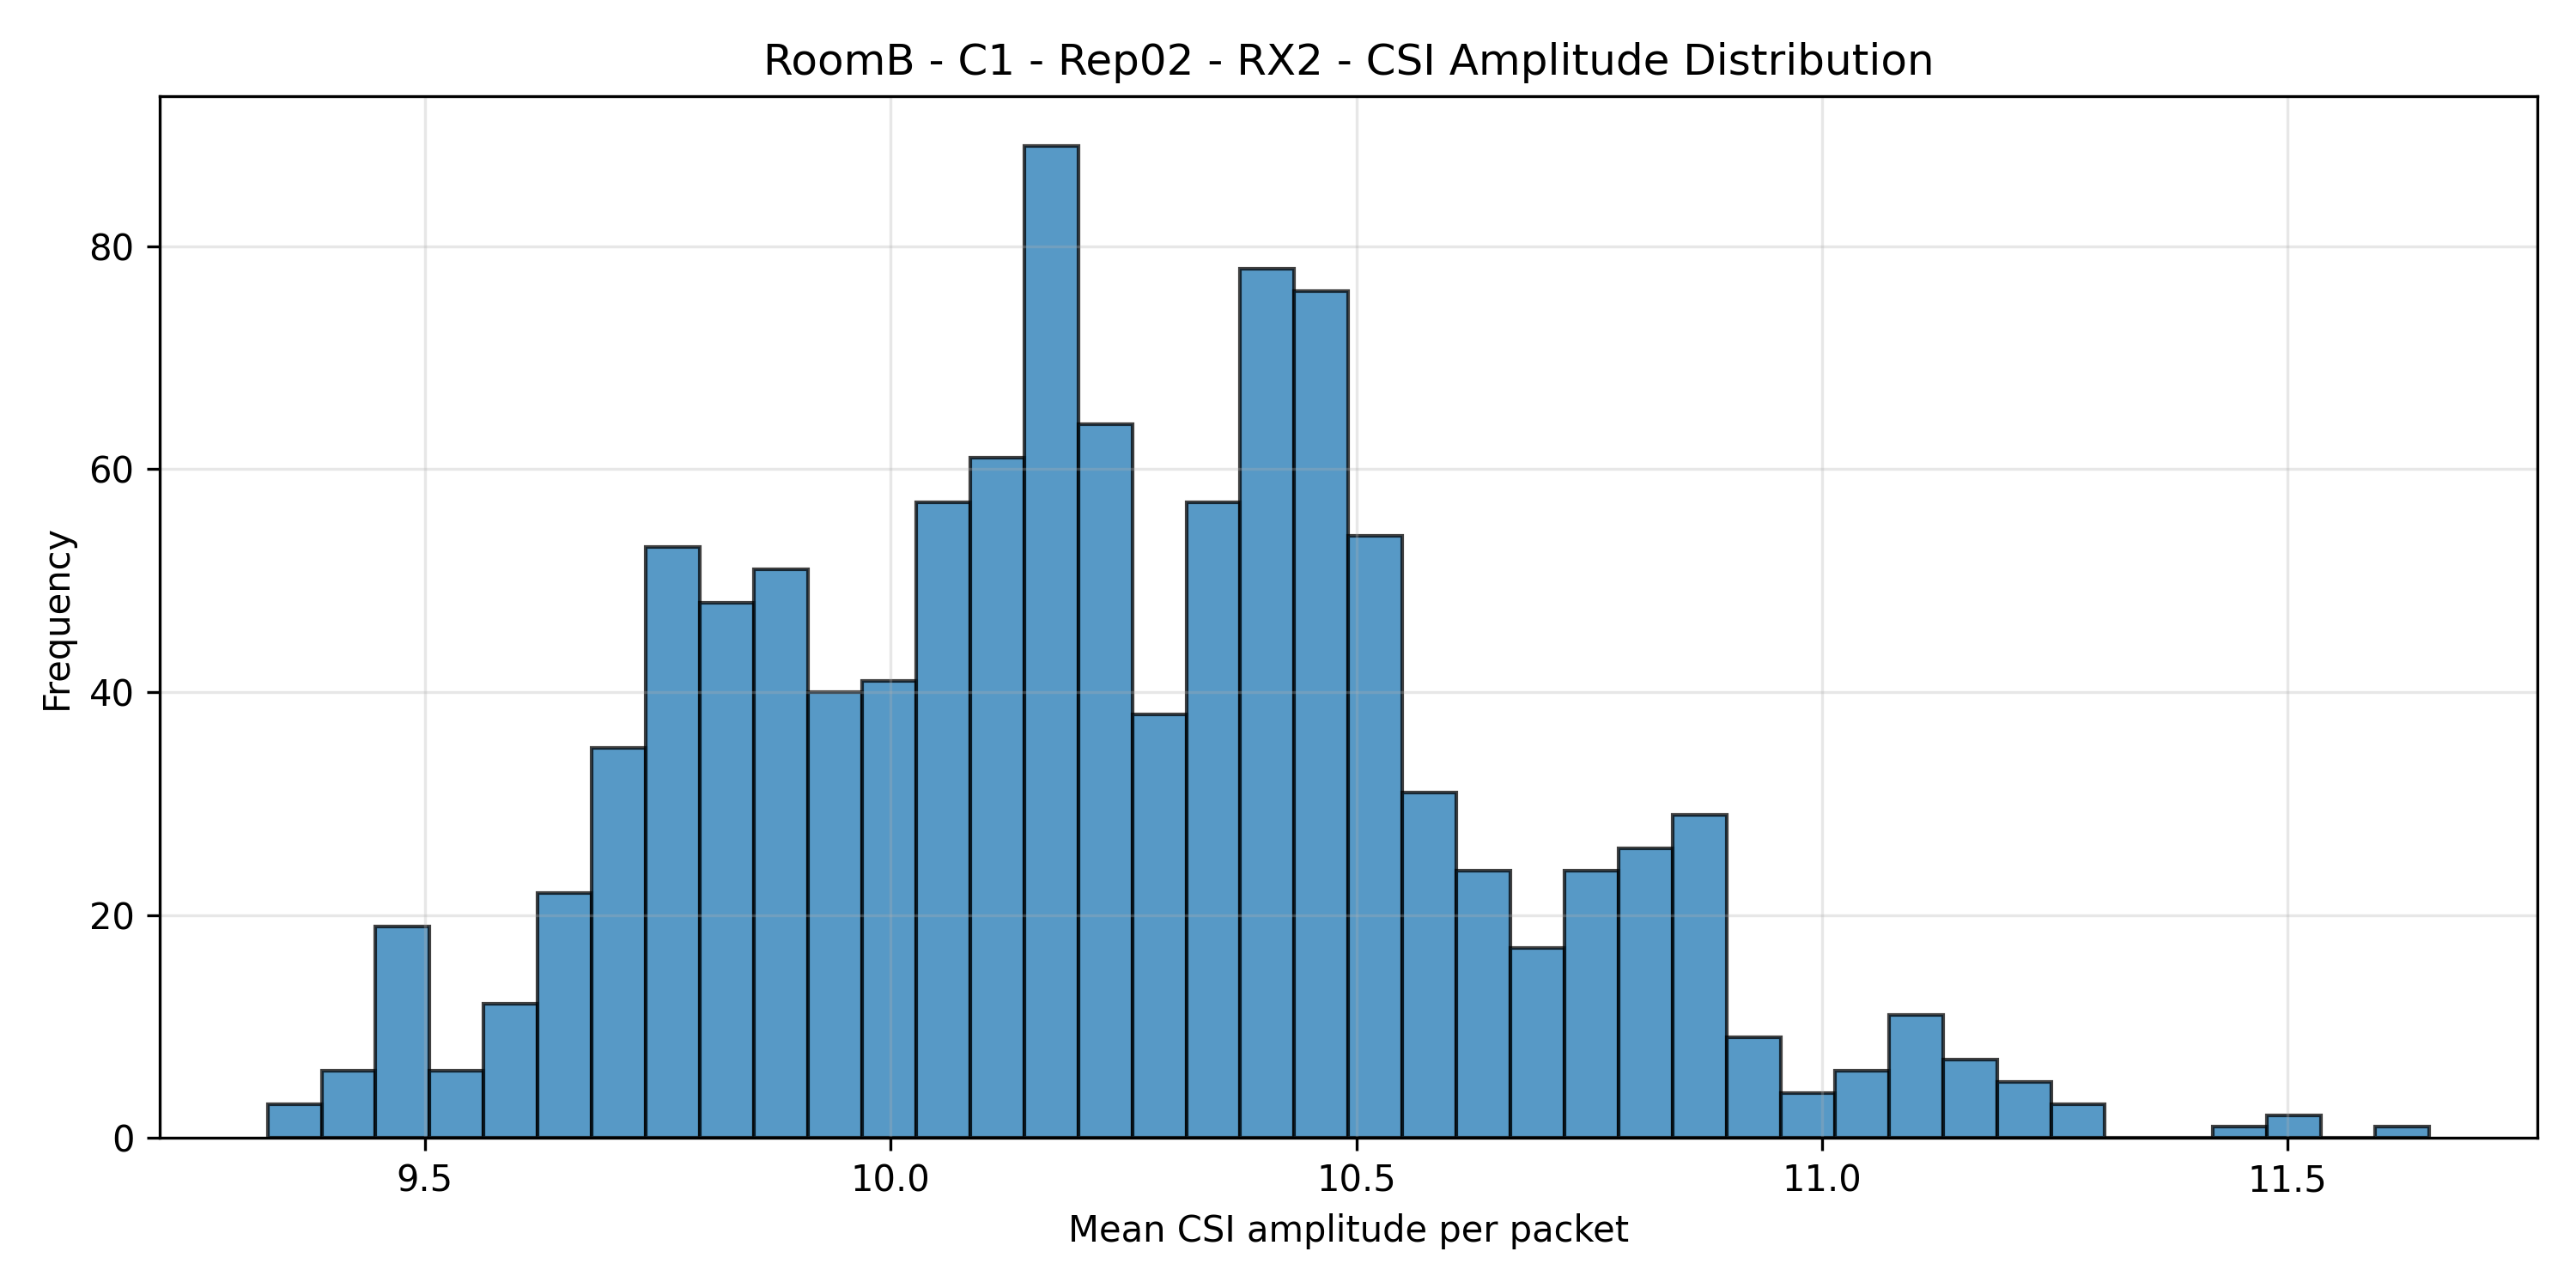 RoomB - C1 - Rep02 - RX2 - CSI Amplitude Distribution
Frequency
80
60
40
20
0
9.5 10.0 10.5 11.0 11.5
Mean CSI amplitude per packet